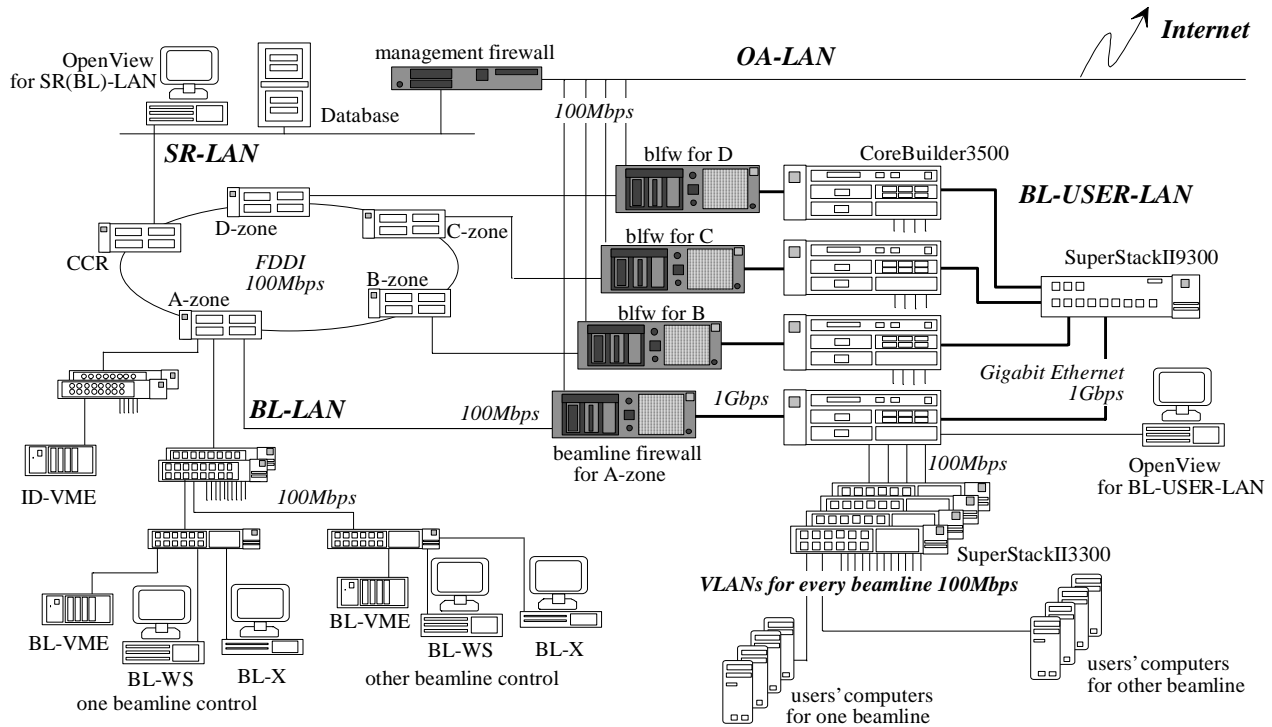 OpenView
for SR(BL)-LAN
Database
management firewall
OA-LAN
Internet
100Mbps
SR-LAN
blfw for D
CoreBuilder3500
BL-USER-LAN
D-zone
C-zone
CCR
FDDI
100Mbps
blfw for C
SuperStackII9300
B-zone
A-zone
blfw for B
Gigabit Ethernet
1Gbps
BL-LAN
100Mbps
1Gbps
beamline firewall
for A-zone
OpenView
for BL-USER-LAN
100Mbps
ID-VME
100Mbps
SuperStackII3300
VLANs for every beamline 100Mbps
BL-VME
BL-WS
BL-X
one beamline control
BL-VME
BL-WS
BL-X
other beamline control
users' computers
for one beamline
users' computers
for other beamline